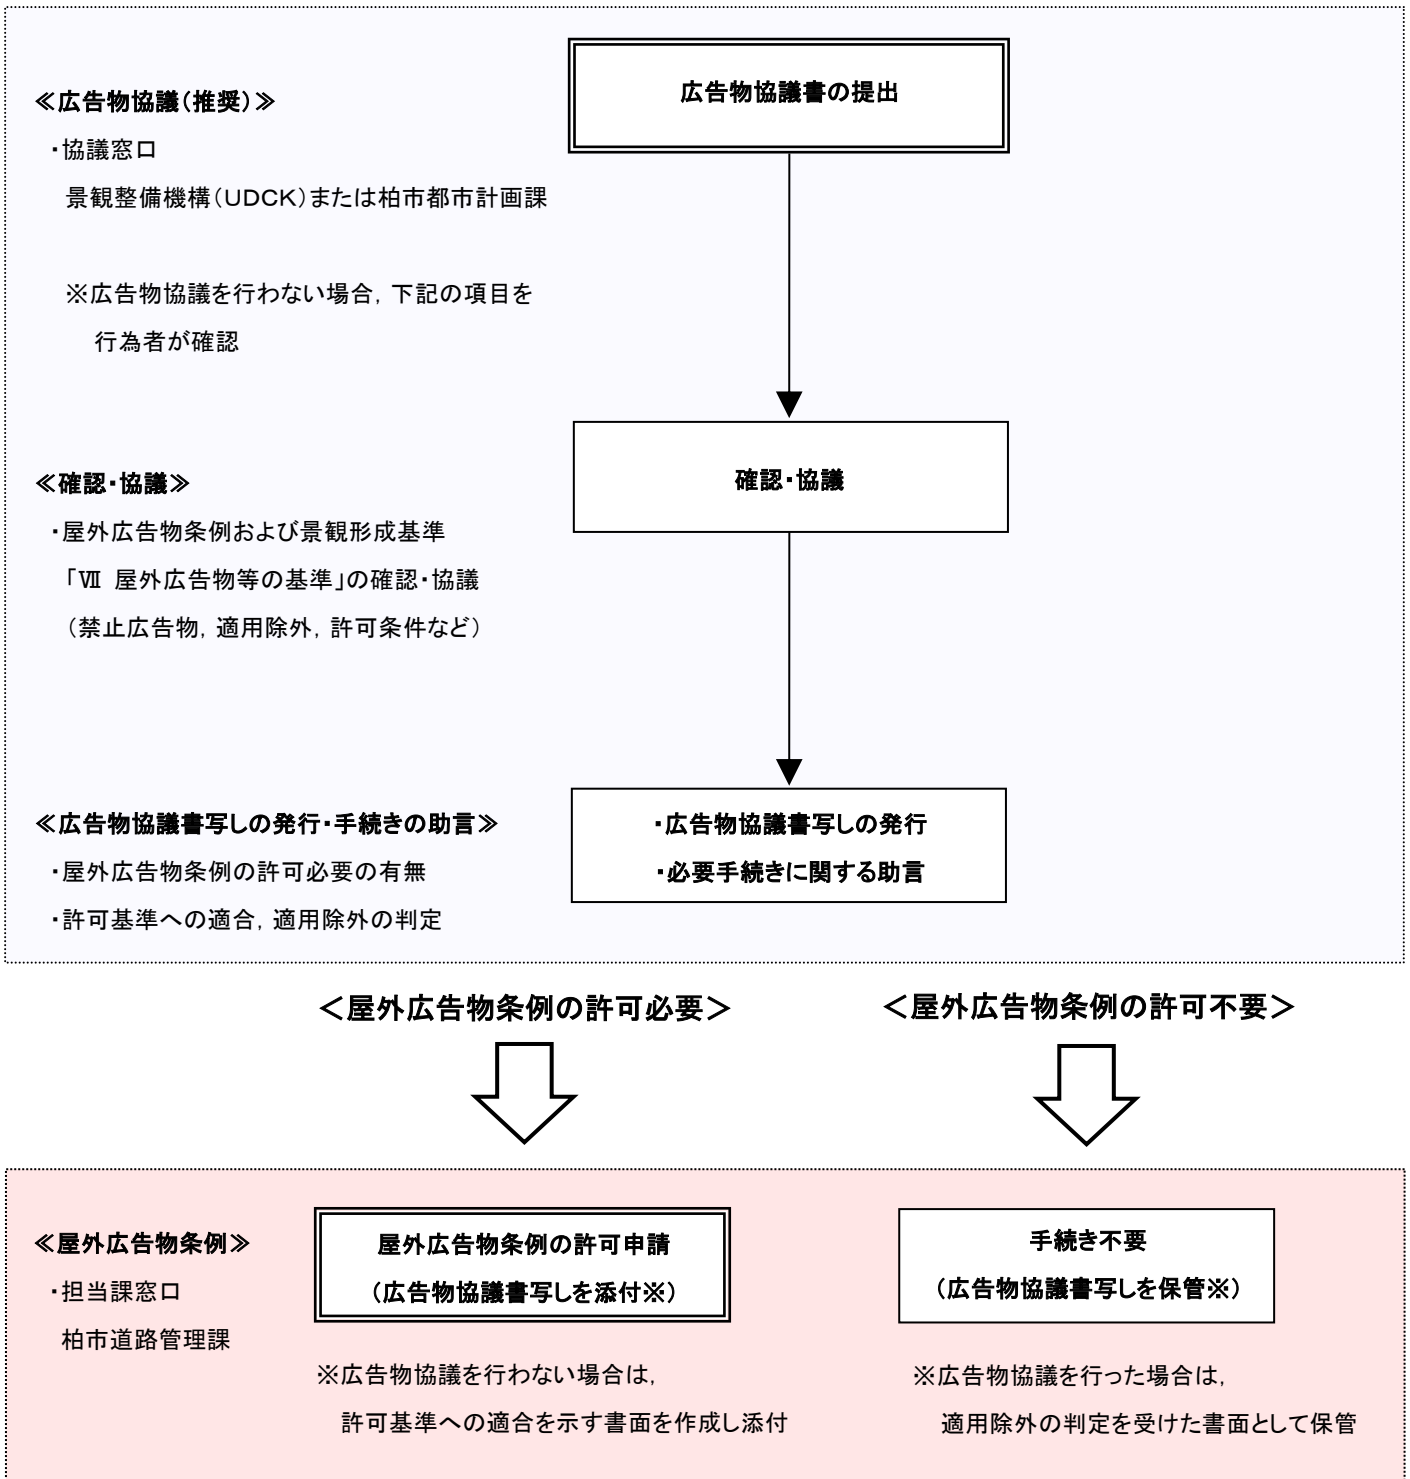 広告物協議書の提出
≪広告物協議(推奨)≫
・協議窓口
景観整備機構(UDCK)または柏市都市計画課
※広告物協議を行わない場合,下記の項目を
行為者が確認
確認・協議
≪確認・協議≫
・屋外広告物条例および景観形成基準
「Ⅶ 屋外広告物等の基準」の確認・協議
(禁止広告物,適用除外,許可条件など)
≪広告物協議書写しの発行・手続きの助言≫
・屋外広告物条例の許可必要の有無
・許可基準への適合,適用除外の判定
・広告物協議書写しの発行
・必要手続きに関する助言
<屋外広告物条例の許可必要>
<屋外広告物条例の許可不要>
≪屋外広告物条例≫
・担当課窓口
柏市道路管理課
屋外広告物条例の許可申請
(広告物協議書写しを添付※)
※広告物協議を行わない場合は,
許可基準への適合を示す書面を作成し添付
手続き不要
(広告物協議書写しを保管※)
※広告物協議を行った場合は,
適用除外の判定を受けた書面として保管